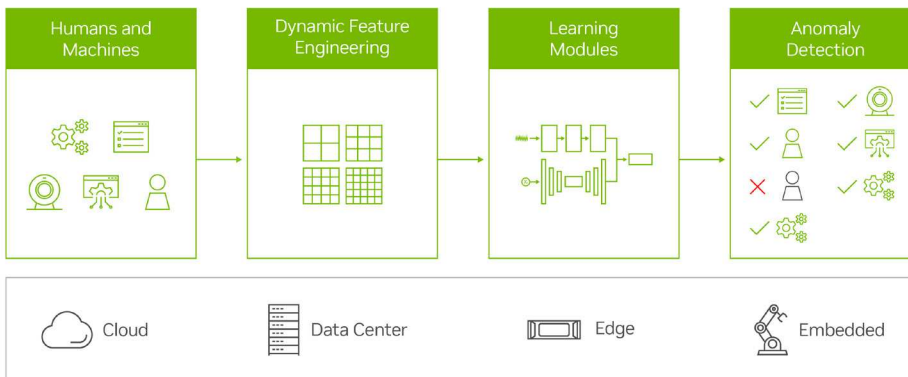 Humans and
Machines
Dynamic Feature
Engineering
Learning
Modules
Anomaly
Detection
Cloud
Data Center
Edge
Embedded